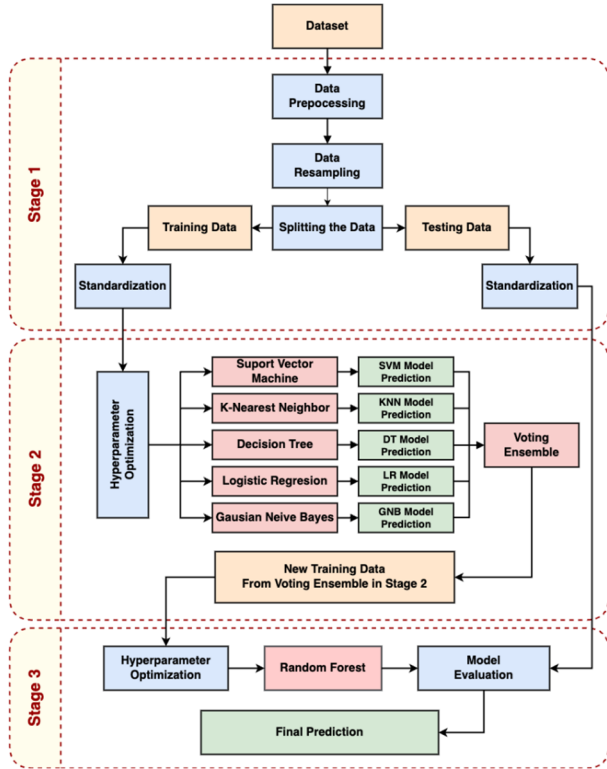 Dataset
Stage 1
Data
Prepocessing
Data
Resampling
Training Data
Splitting the Data
Testing Data
Standardization
Standardization
Stage 2
Hyperparameter
Optimization
Suport Vector
Machine
SVM Model
Prediction
K-Nearest Neighbor
KNN Model
Prediction
Decision Tree
DT Model
Prediction
Logistic Regresion
LR Model
Prediction
Gausian Neive Bayes
GNB Model
Prediction
Voting
Ensemble
New Training Data
From Voting Ensemble in Stage 2
Stage 3
Hyperparameter
Optimization
Random Forest
Model
Evaluation
Final Prediction